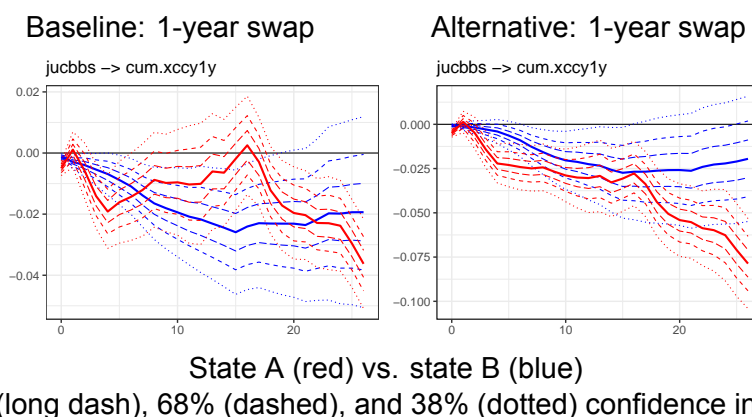 Baseline: 1-year swap
Alternative: 1-year swap
jucbbs −> cum.xccy1y
jucbbs −> cum.xccy1y
0.02
0.00
−0.02
−0.04
0 10 20
0.000
−0.025
−0.050
−0.075
−0.100
0 10 20
State A (red) vs. state B (blue)
(long dash), 68% (dashed), and 38% (dotted) confidence in